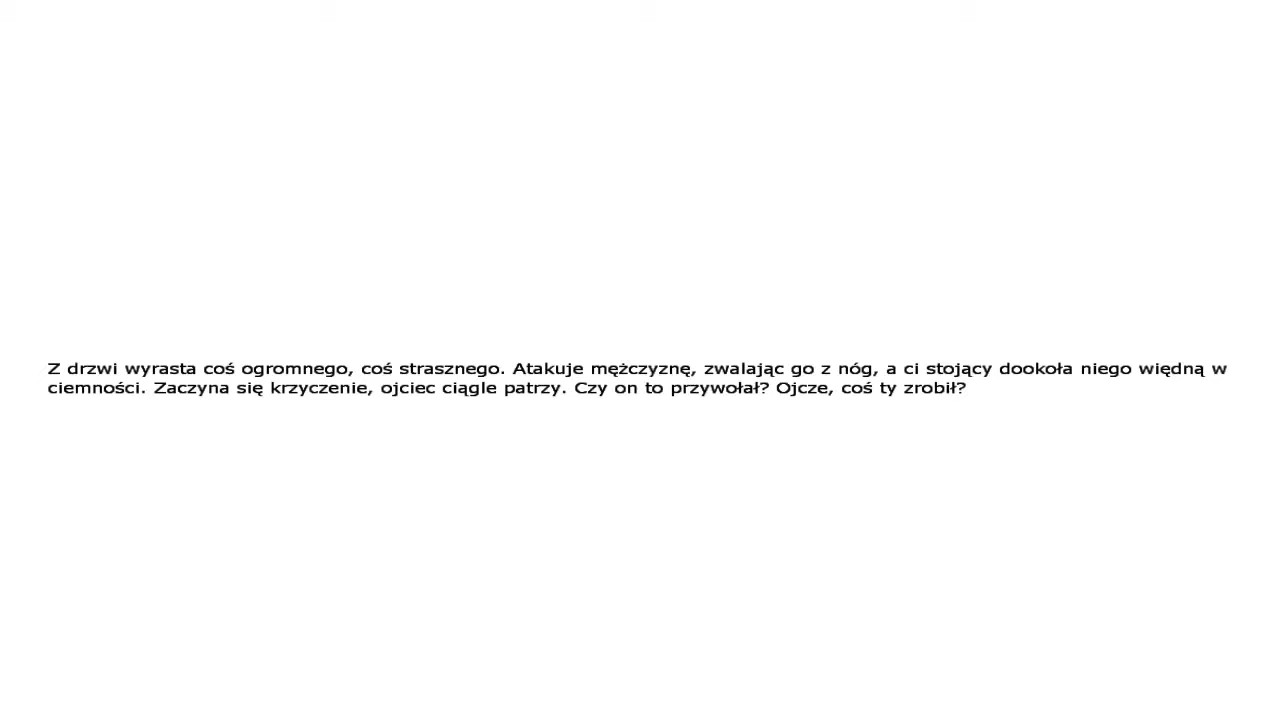 Z drzwi wyrasta coś ogromnego, coś strasznego. Atakuje mężczyznę, zwalając go z nóg, a ci stojący dookoła niego więdną w
ciemności. Zaczyna się krzyczenie, ojciec ciągle patrzy. Czy on to przywołał? Ojcze, coś ty zrobił?